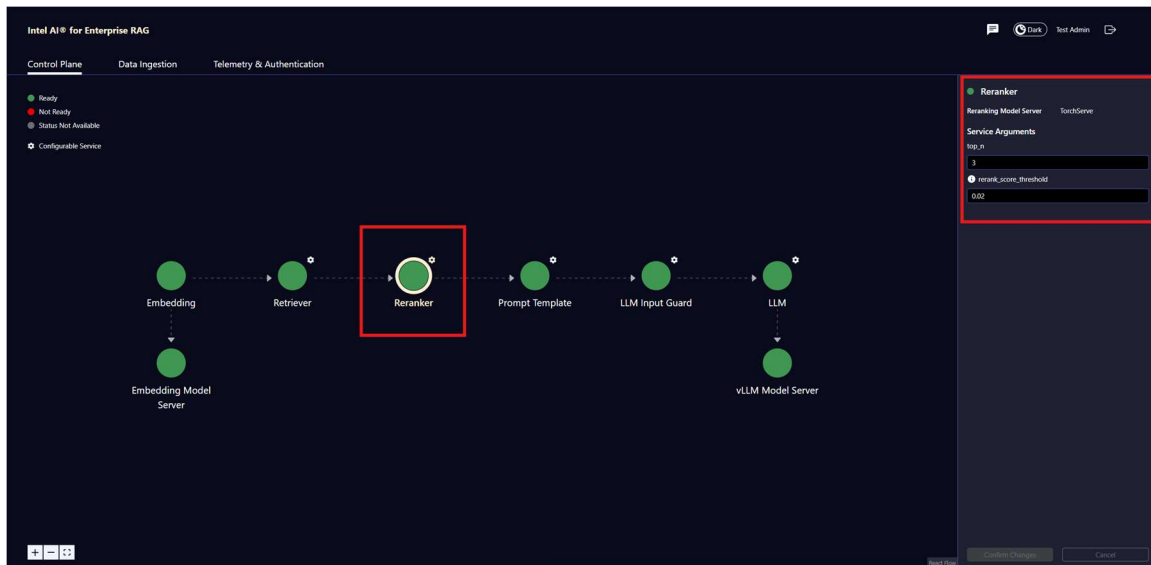 Intel AI® for Enterprise RAG
Dark
Test Admin
Control Plane
Data Ingestion
Telemetry & Authentication
Ready
Not Ready
Status Not Available
Configurable Service
Embedding
Retriever
Reranker
Prompt Template
LLM Input Guard
LLM
Embedding Model
Server
vLLM Model Server
Reranker
Reranking Model Server TorchServe
Service Arguments
top_n
3
rerank_score_threshold
0.02
Confirm Changes
Cancel
React Flow